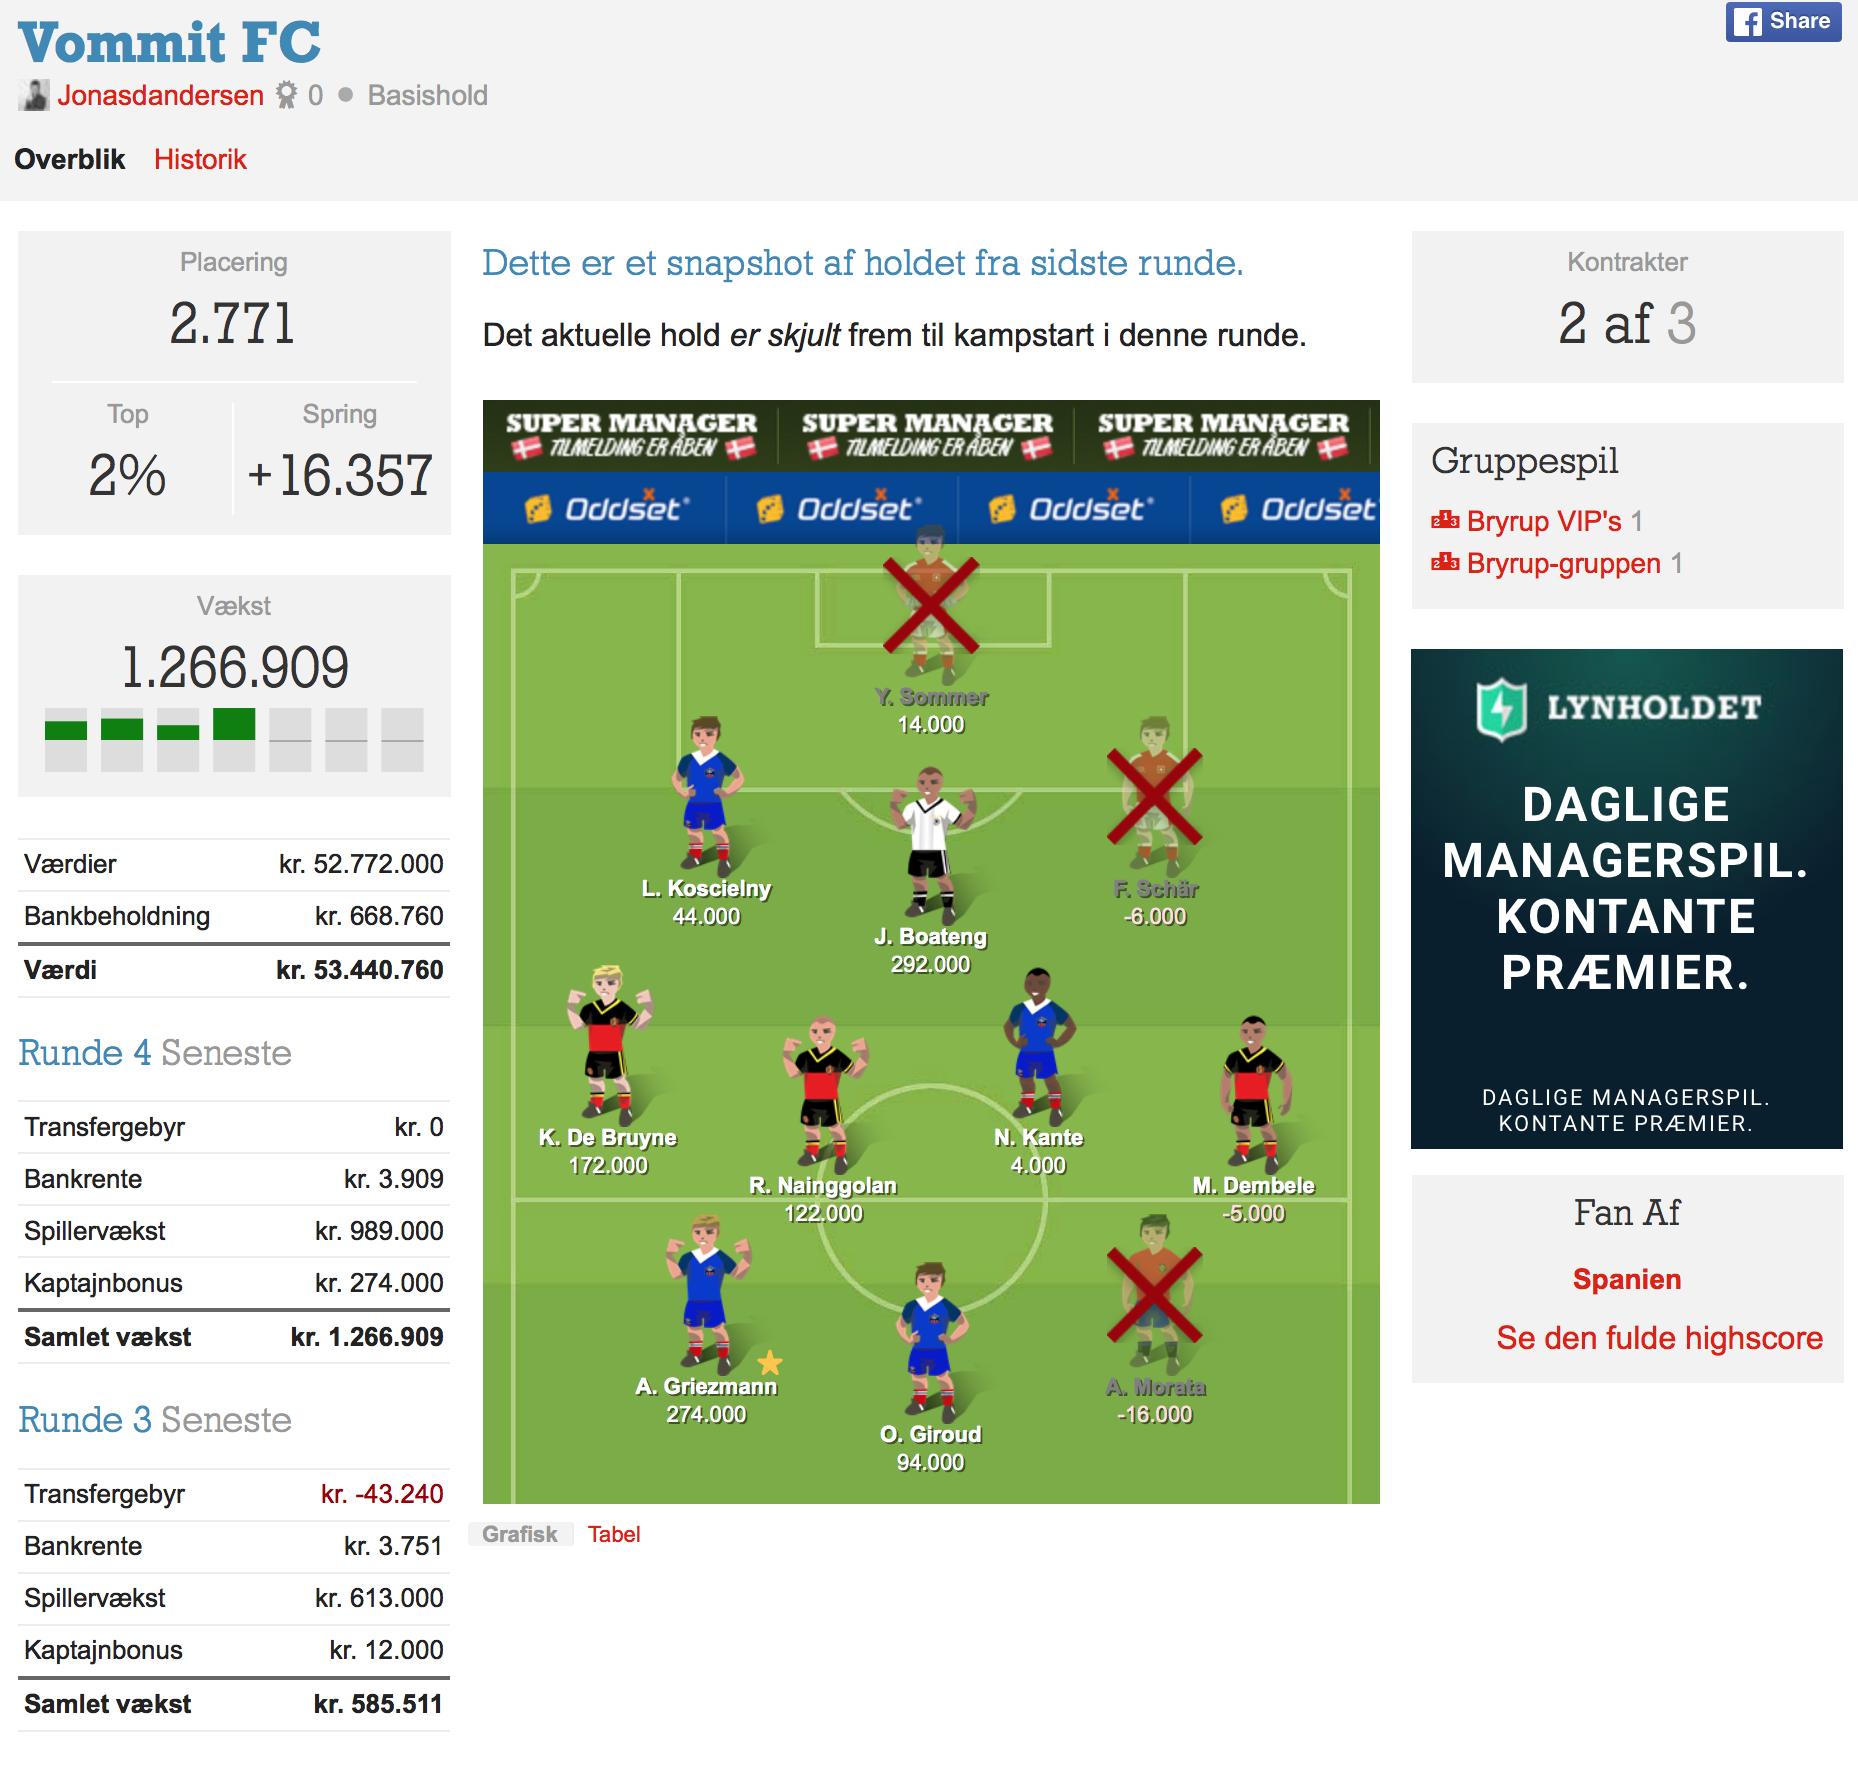 Vommit FC
Share
Jonasdandersen 0 ● Basishold
Overblik Historik
Placering
2.771
Top
2%
Spring
+16.357
Vækst
1.266.909
Værdier kr. 52.772.000
Bankbeholdning kr. 668.760
Værdi kr. 53.440.760
Runde 4 Seneste
Transfergebyr kr. 0
Bankrente kr. 3.909
Spillervækst kr. 989.000
Kaptajnbonus kr. 274.000
Samlet vækst kr. 1.266.909
Runde 3 Seneste
Transfergebyr kr. -43.240
Bankrente kr. 3.751
Spillervækst kr. 613.000
Kaptajnbonus kr. 12.000
Samlet vækst kr. 585.511
Dette er et snapshot af holdet fra sidste runde.
Det aktuelle hold er skjult frem til kampstart i denne runde.
SUPER MANAGER SUPER MANAGER SUPER MANAGER
TILMELDING ER ÅBEN TILMELDING ER ÅBEN TILMELDING ER ÅBEN
Oddset Oddset Oddset Oddset
Y. Sommer
14.000
L. Koscielny
44.000
J. Boateng
292.000
F. Schär
-6.000
K. De Bruyne
172.000
R. Nainggolan
122.000
N. Kante
4.000
M. Dembele
-5.000
A. Griezmann
274.000
O. Giroud
94.000
A. Morata
-16.000
Grafisk Tabel
Kontrakter
2 af 3
Gruppespil
Bryrup VIP's 1
Bryrup-gruppen 1
LYNHOLDET
DAGLIGE
MANAGERSPIL.
KONTANTE
PRÆMIER.
DAGLIGE MANAGERSPIL.
KONTANTE PRÆMIER.
Fan Af
Spanien
Se den fulde highscore